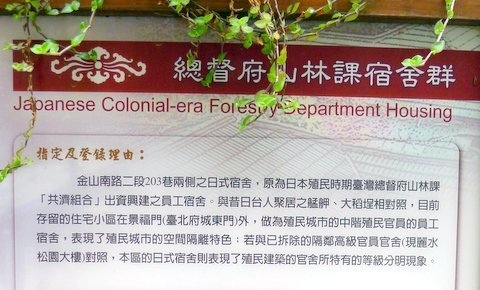 總督府山林課宿舍群
Japanese Colonial-era Forestry Department Housing
指定及登錄理由：
金山南路二段203巷兩側之日式宿舍，原為日本殖民時期臺灣總督府山林課
「共濟組合」出資興建之員工宿舍。與昔日台人聚居之艋舺、大稻埕相對照，目前
存留的住宅小區在景福門(臺北府城東門)外，做為殖民城市的中階殖民官員的員工
宿舍，表現了殖民城市的空間隔離特色；若與已拆除的隔鄰高級官員官舍(現麗水
松園大樓)對照，本區的日式宿舍則表現了殖民建築的官舍所特有的等級分明現象。